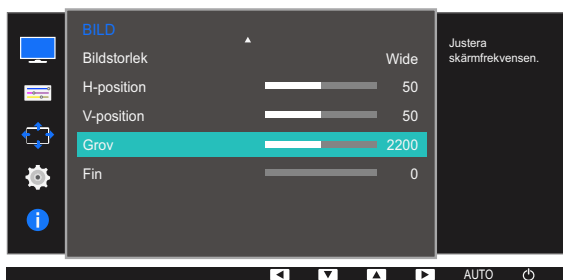 BILD
Bildstorlek Wide
H-position 50
V-position 50
Grov 2200
Fin 0
Justera
skärmfrekvensen.
AUTO